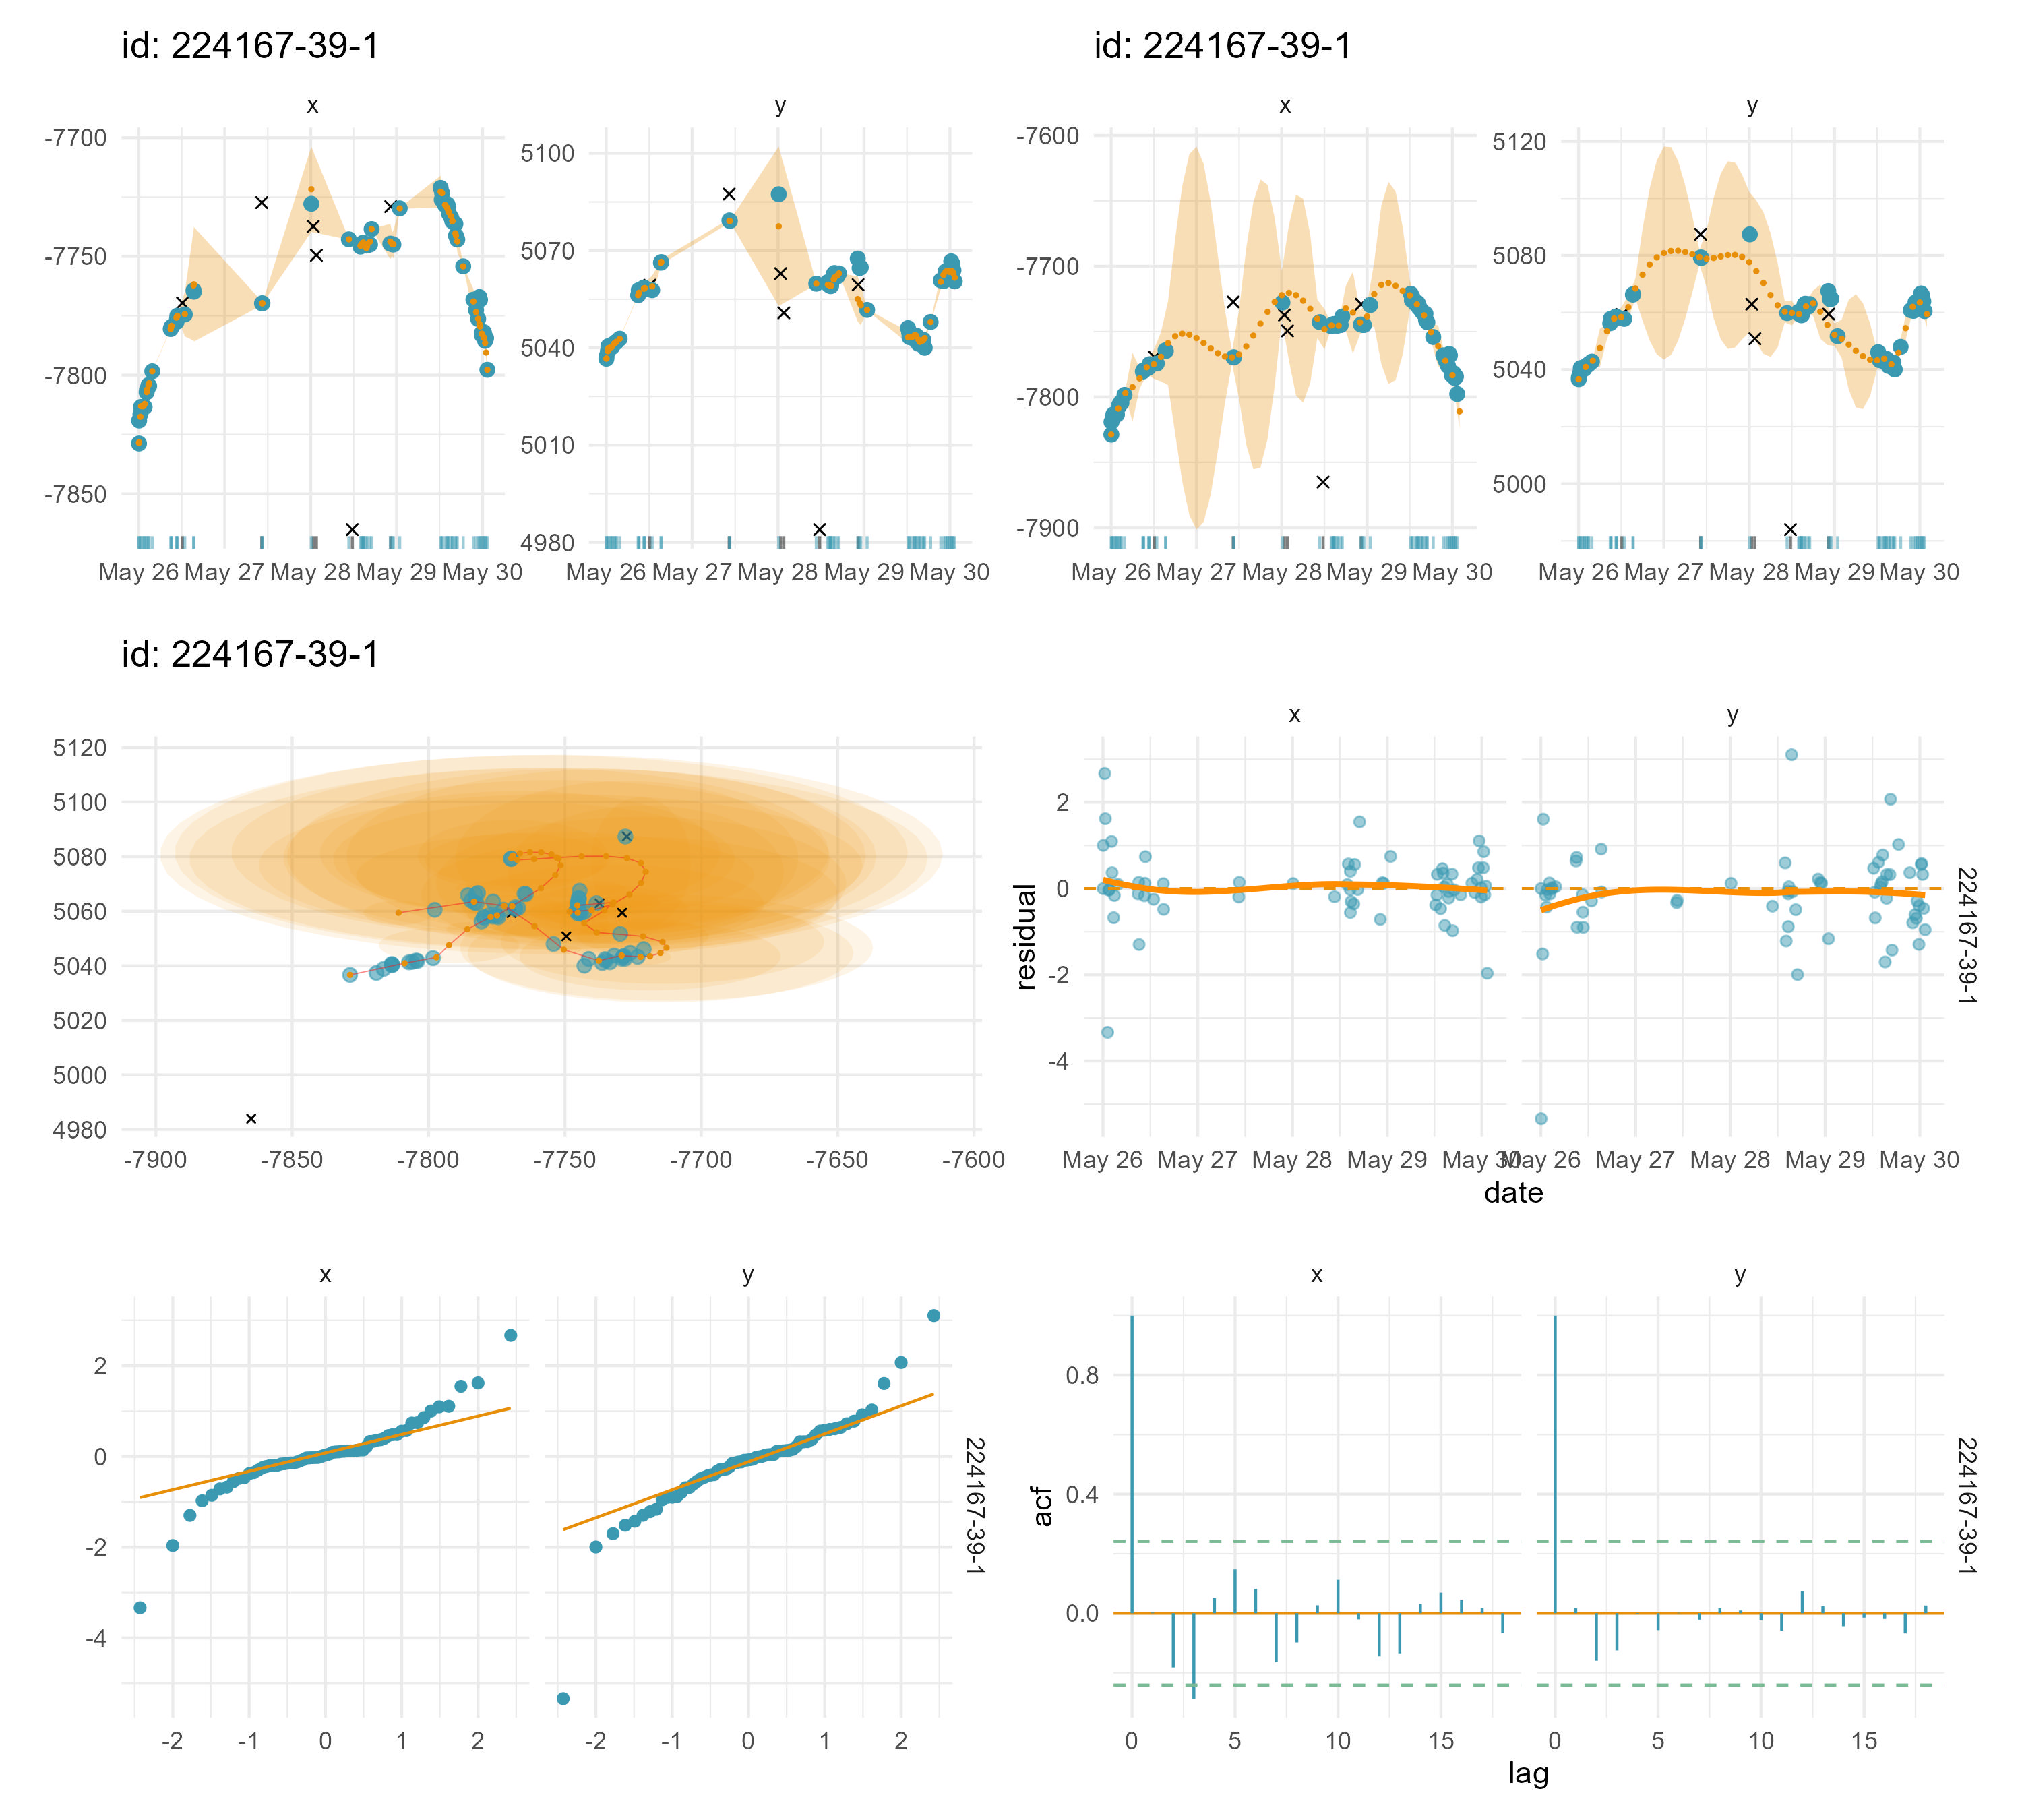 id: 224167-39-1
id: 224167-39-1
x
y
x
y
-7700
-7750
-7800
-7850
5100
5070
5040
5010
4980
-7600
-7700
-7800
-7900
5120
5080
5040
5000
May 26 May 27 May 28 May 29 May 30
May 26 May 27 May 28 May 29 May 30
May 26 May 27 May 28 May 29 May 30
May 26 May 27 May 28 May 29 May 30
id: 224167-39-1
5120
5100
5080
5060
5040
5020
5000
4980
-7900 -7850 -7800 -7750 -7700 -7650 -7600
x
y
residual
2
0
-2
-4
224167-39-1
May 26 May 27 May 28 May 29 May 30
May 26 May 27 May 28 May 29 May 30
date
x
y
2
0
-2
-4
224167-39-1
-2 -1 0 1 2
-2 -1 0 1 2
x
y
acf
0.8
0.4
0.0
224167-39-1
0 5 10 15
0 5 10 15
lag